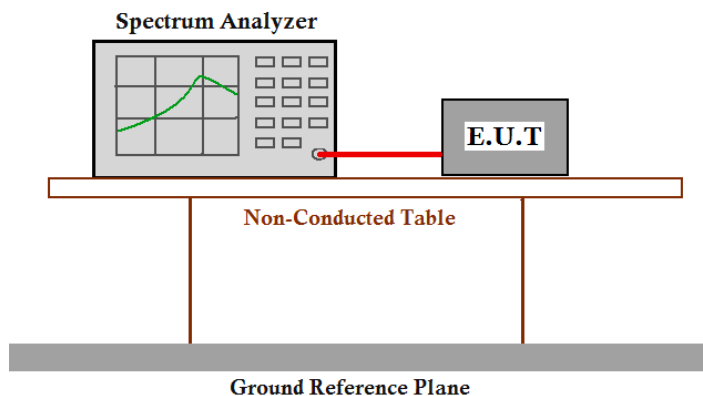 Spectrum Analyzer
E.U.T
Non-Conducted Table
Ground Reference Plane